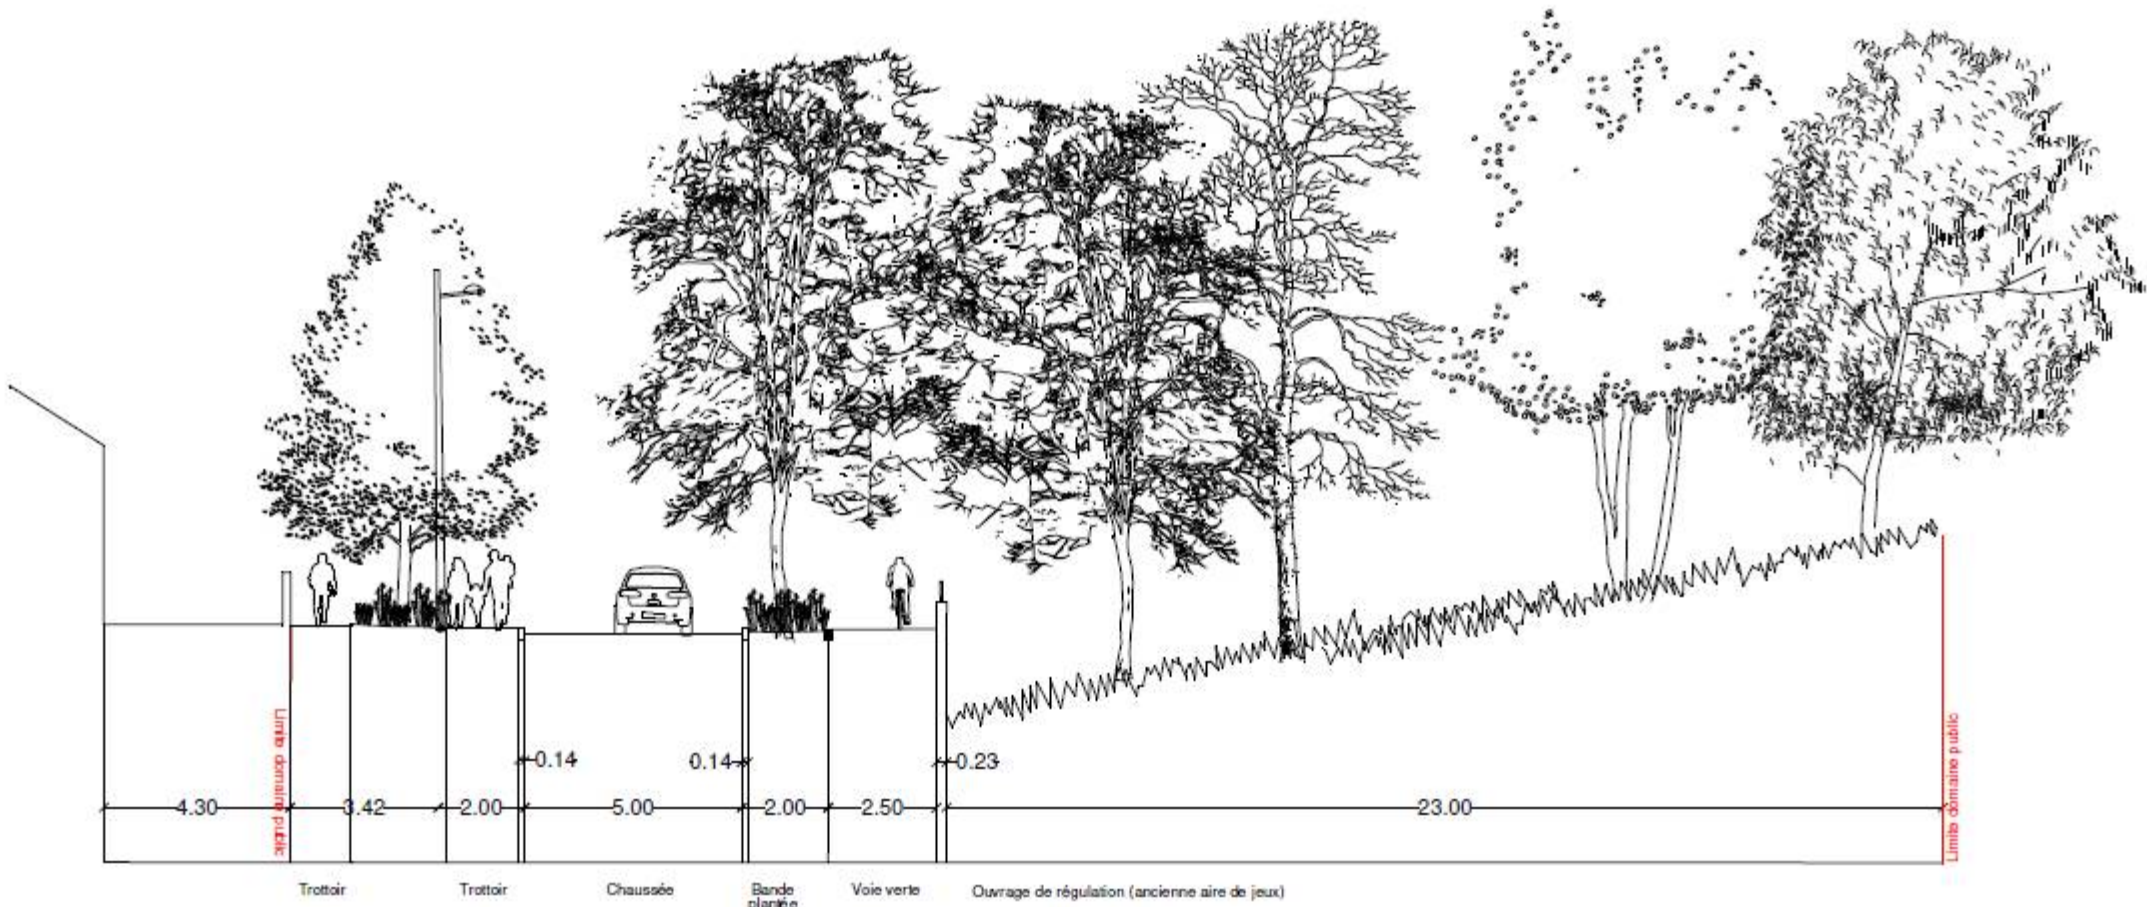 Limite domaine public
Limite domaine public
0.14
0.14
0.23
4.30
3.42
2.00
5.00
2.00
2.50
23.00
Trottoir
Trottoir
Chaussée
Bande
plantée
Voie verte
Ouvrage de régulation (ancienne aire de jeux)